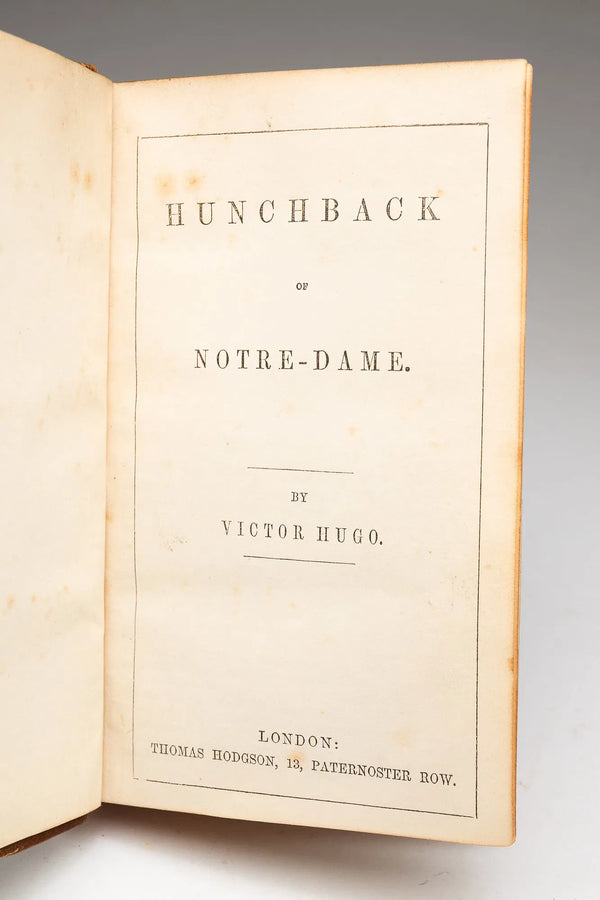 HUNCHBACK
OF
NOTRE-DAME.
BY
VICTOR HUGO.
LONDON:
THOMAS HODGSON, 13, PATERNOSTER ROW.